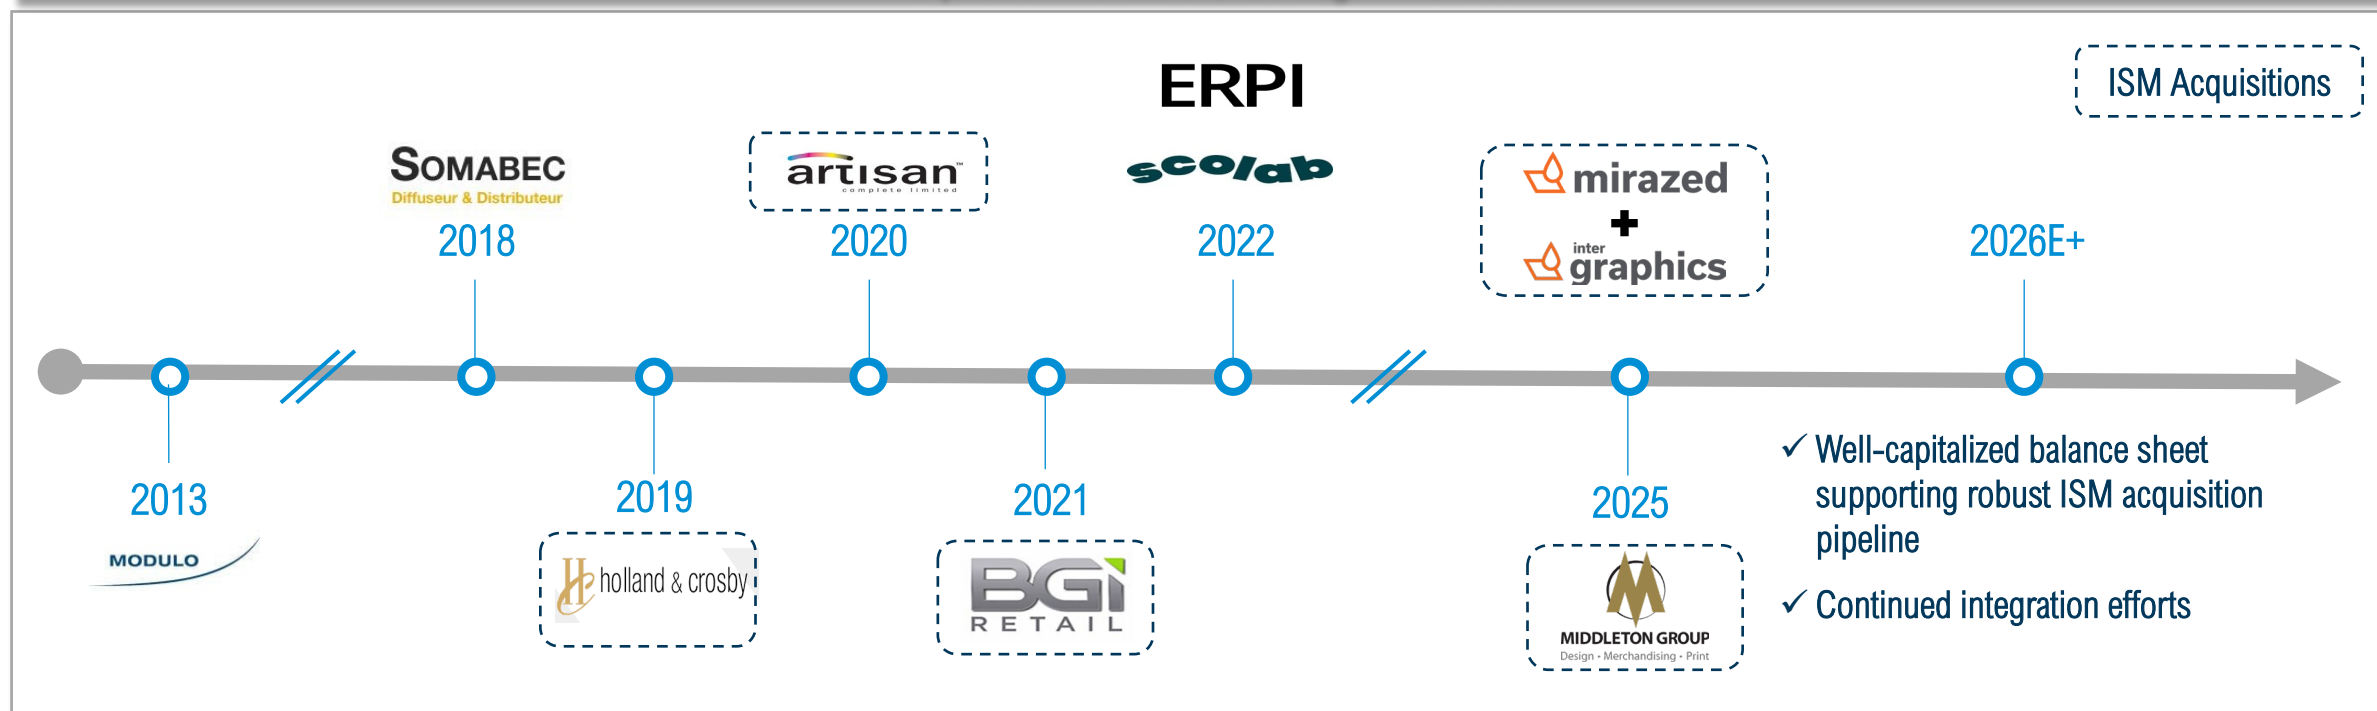 ERPI
ISM Acquisitions
SOMABEC
Diffuseur & Distributeur
artisan™
complete limited
scolab
mirazed
+
inter
graphics
2018
2020
2022
2026E+
2013
2019
2021
2025
MODULO
holland & crosby
BGi
RETAIL
MIDDLETON GROUP
Design • Merchandising • Print
✓ Well-capitalized balance sheet
supporting robust ISM acquisition
pipeline
✓ Continued integration efforts